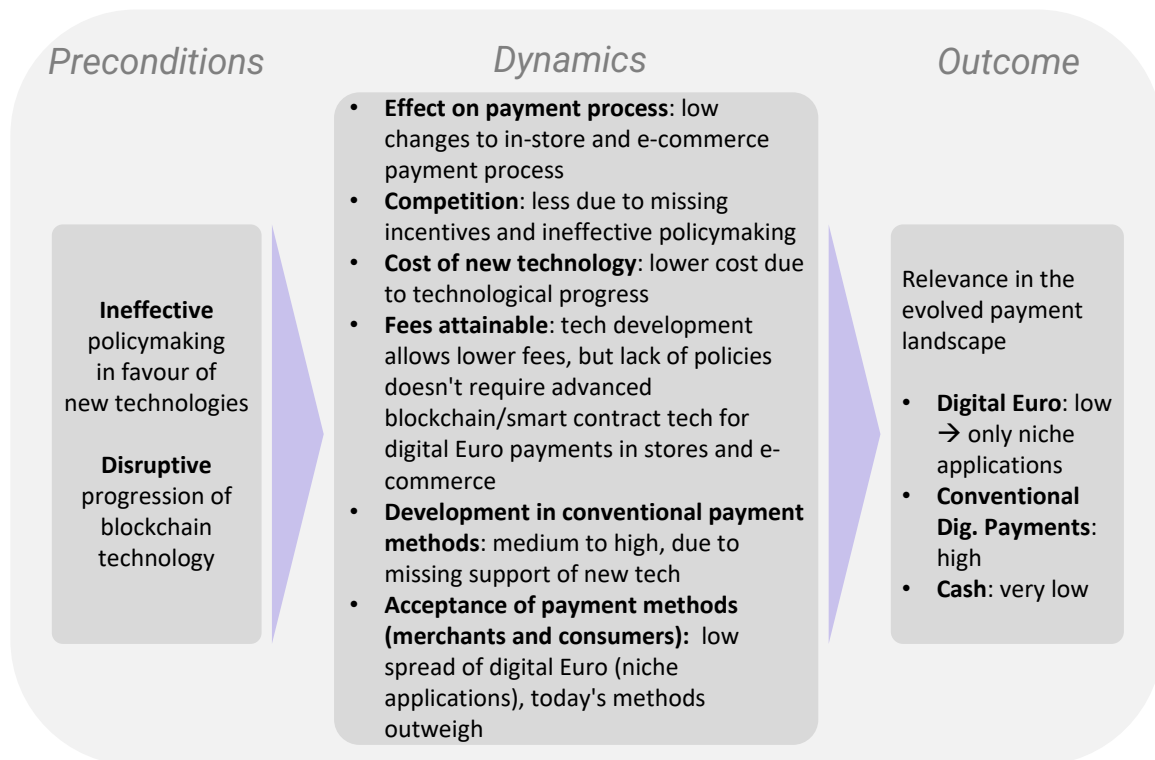 Preconditions
Dynamics
Outcome
Ineffective
policymaking
in favour of
new technologies
Disruptive
progression of
blockchain
technology
• Effect on payment process: low
changes to in-store and e-commerce
payment process
• Competition: less due to missing
incentives and ineffective policymaking
• Cost of new technology: lower cost due
to technological progress
• Fees attainable: tech development
allows lower fees, but lack of policies
doesn't require advanced
blockchain/smart contract tech for
digital Euro payments in stores and e-
commerce
• Development in conventional payment
methods: medium to high, due to
missing support of new tech
• Acceptance of payment methods
(merchants and consumers): low
spread of digital Euro (niche
applications), today's methods
outweigh
Relevance in the
evolved payment
landscape
• Digital Euro: low
→ only niche
applications
• Conventional
Dig. Payments:
high
• Cash: very low